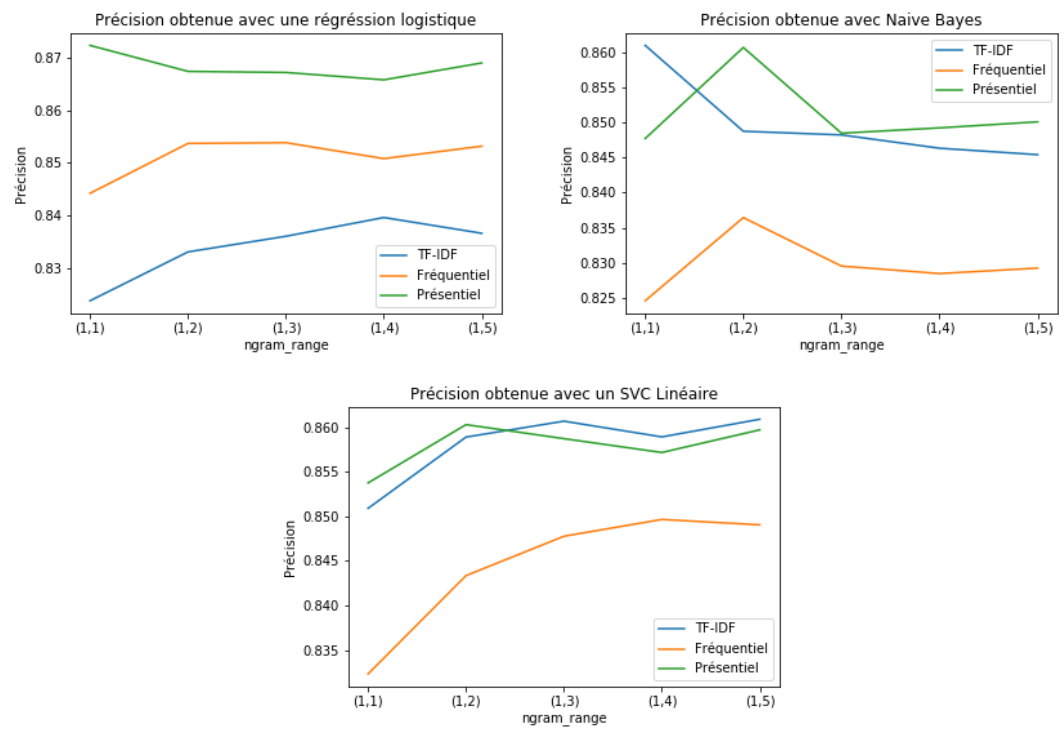 Précision obtenue avec une régréssion logistique
0.87
0.86
0.85
0.84
0.83
Précision
TF-IDF
Fréquentiel
Présentiel
(1,1) (1,2) (1,3) (1,4) (1,5)
ngram_range
Précision obtenue avec Naive Bayes
0.860
0.855
0.850
0.845
0.840
0.835
0.830
0.825
Précision
TF-IDF
Fréquentiel
Présentiel
(1,1) (1,2) (1,3) (1,4) (1,5)
ngram_range
Précision obtenue avec un SVC Linéaire
0.860
0.855
0.850
0.845
0.840
0.835
Précision
TF-IDF
Fréquentiel
Présentiel
(1,1) (1,2) (1,3) (1,4) (1,5)
ngram_range